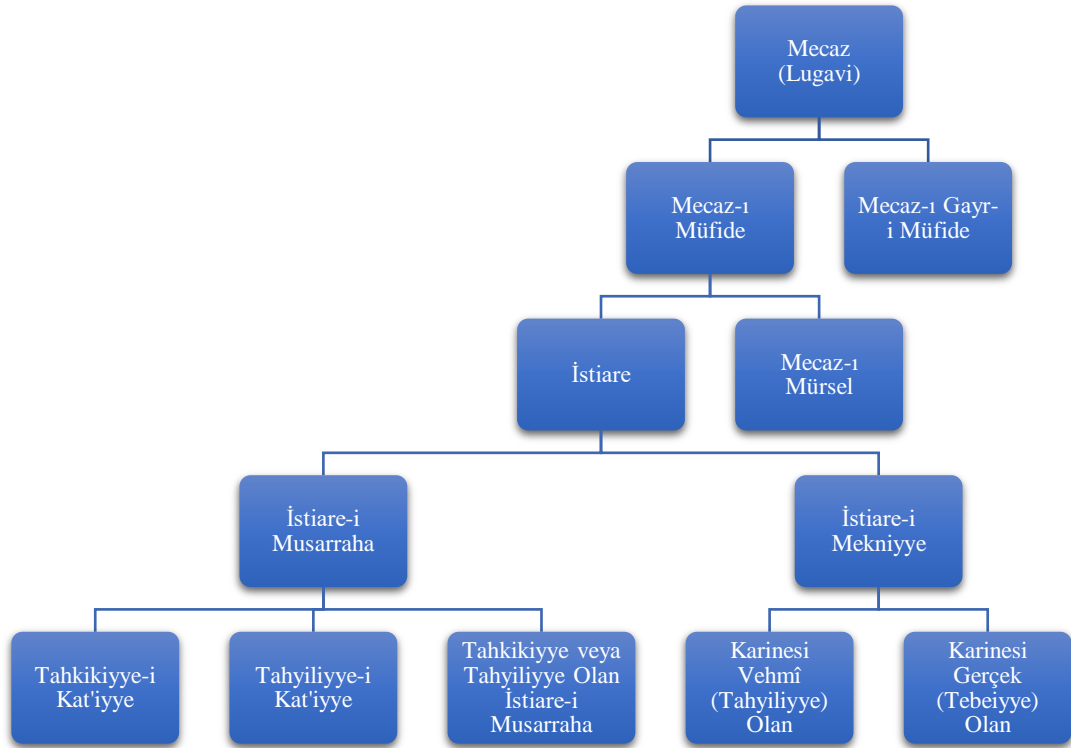 Mecaz
(Lugavi)
Mecaz-ı
Müfide
Mecaz-ı Gayr-
i Müfide
İstiare
Mecaz-ı
Mürsel
İstiare-i
Musarraha
İstiare-i
Mekniyye
Tahkikiyye-i
Kat'iyye
Tahyiliyye-i
Kat'iyye
Tahkikiyye veya
Tahyiliyye Olan
İstiare-i
Musarraha
Karinesi
Vehmî
(Tahyiliyye)
Olan
Karinesi
Gerçek
(Tebeiyye)
Olan